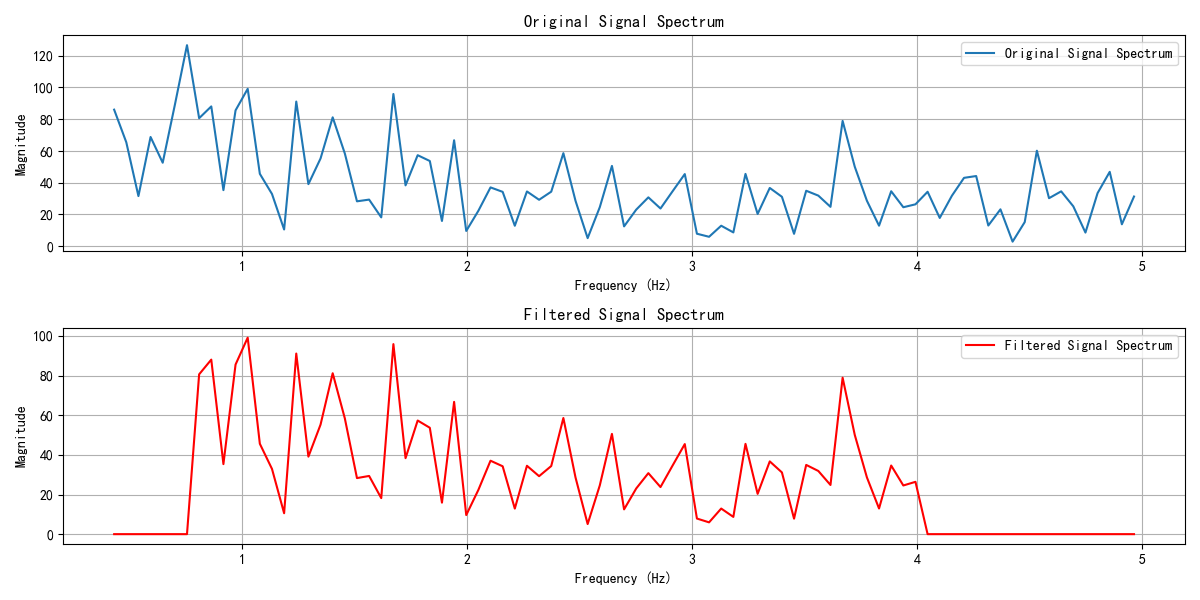 Original Signal Spectrum
Original Signal Spectrum
Magnitude
120
100
80
60
40
20
0
1
2
3
4
5
Frequency (Hz)
Filtered Signal Spectrum
Filtered Signal Spectrum
Magnitude
100
80
60
40
20
0
1
2
3
4
5
Frequency (Hz)